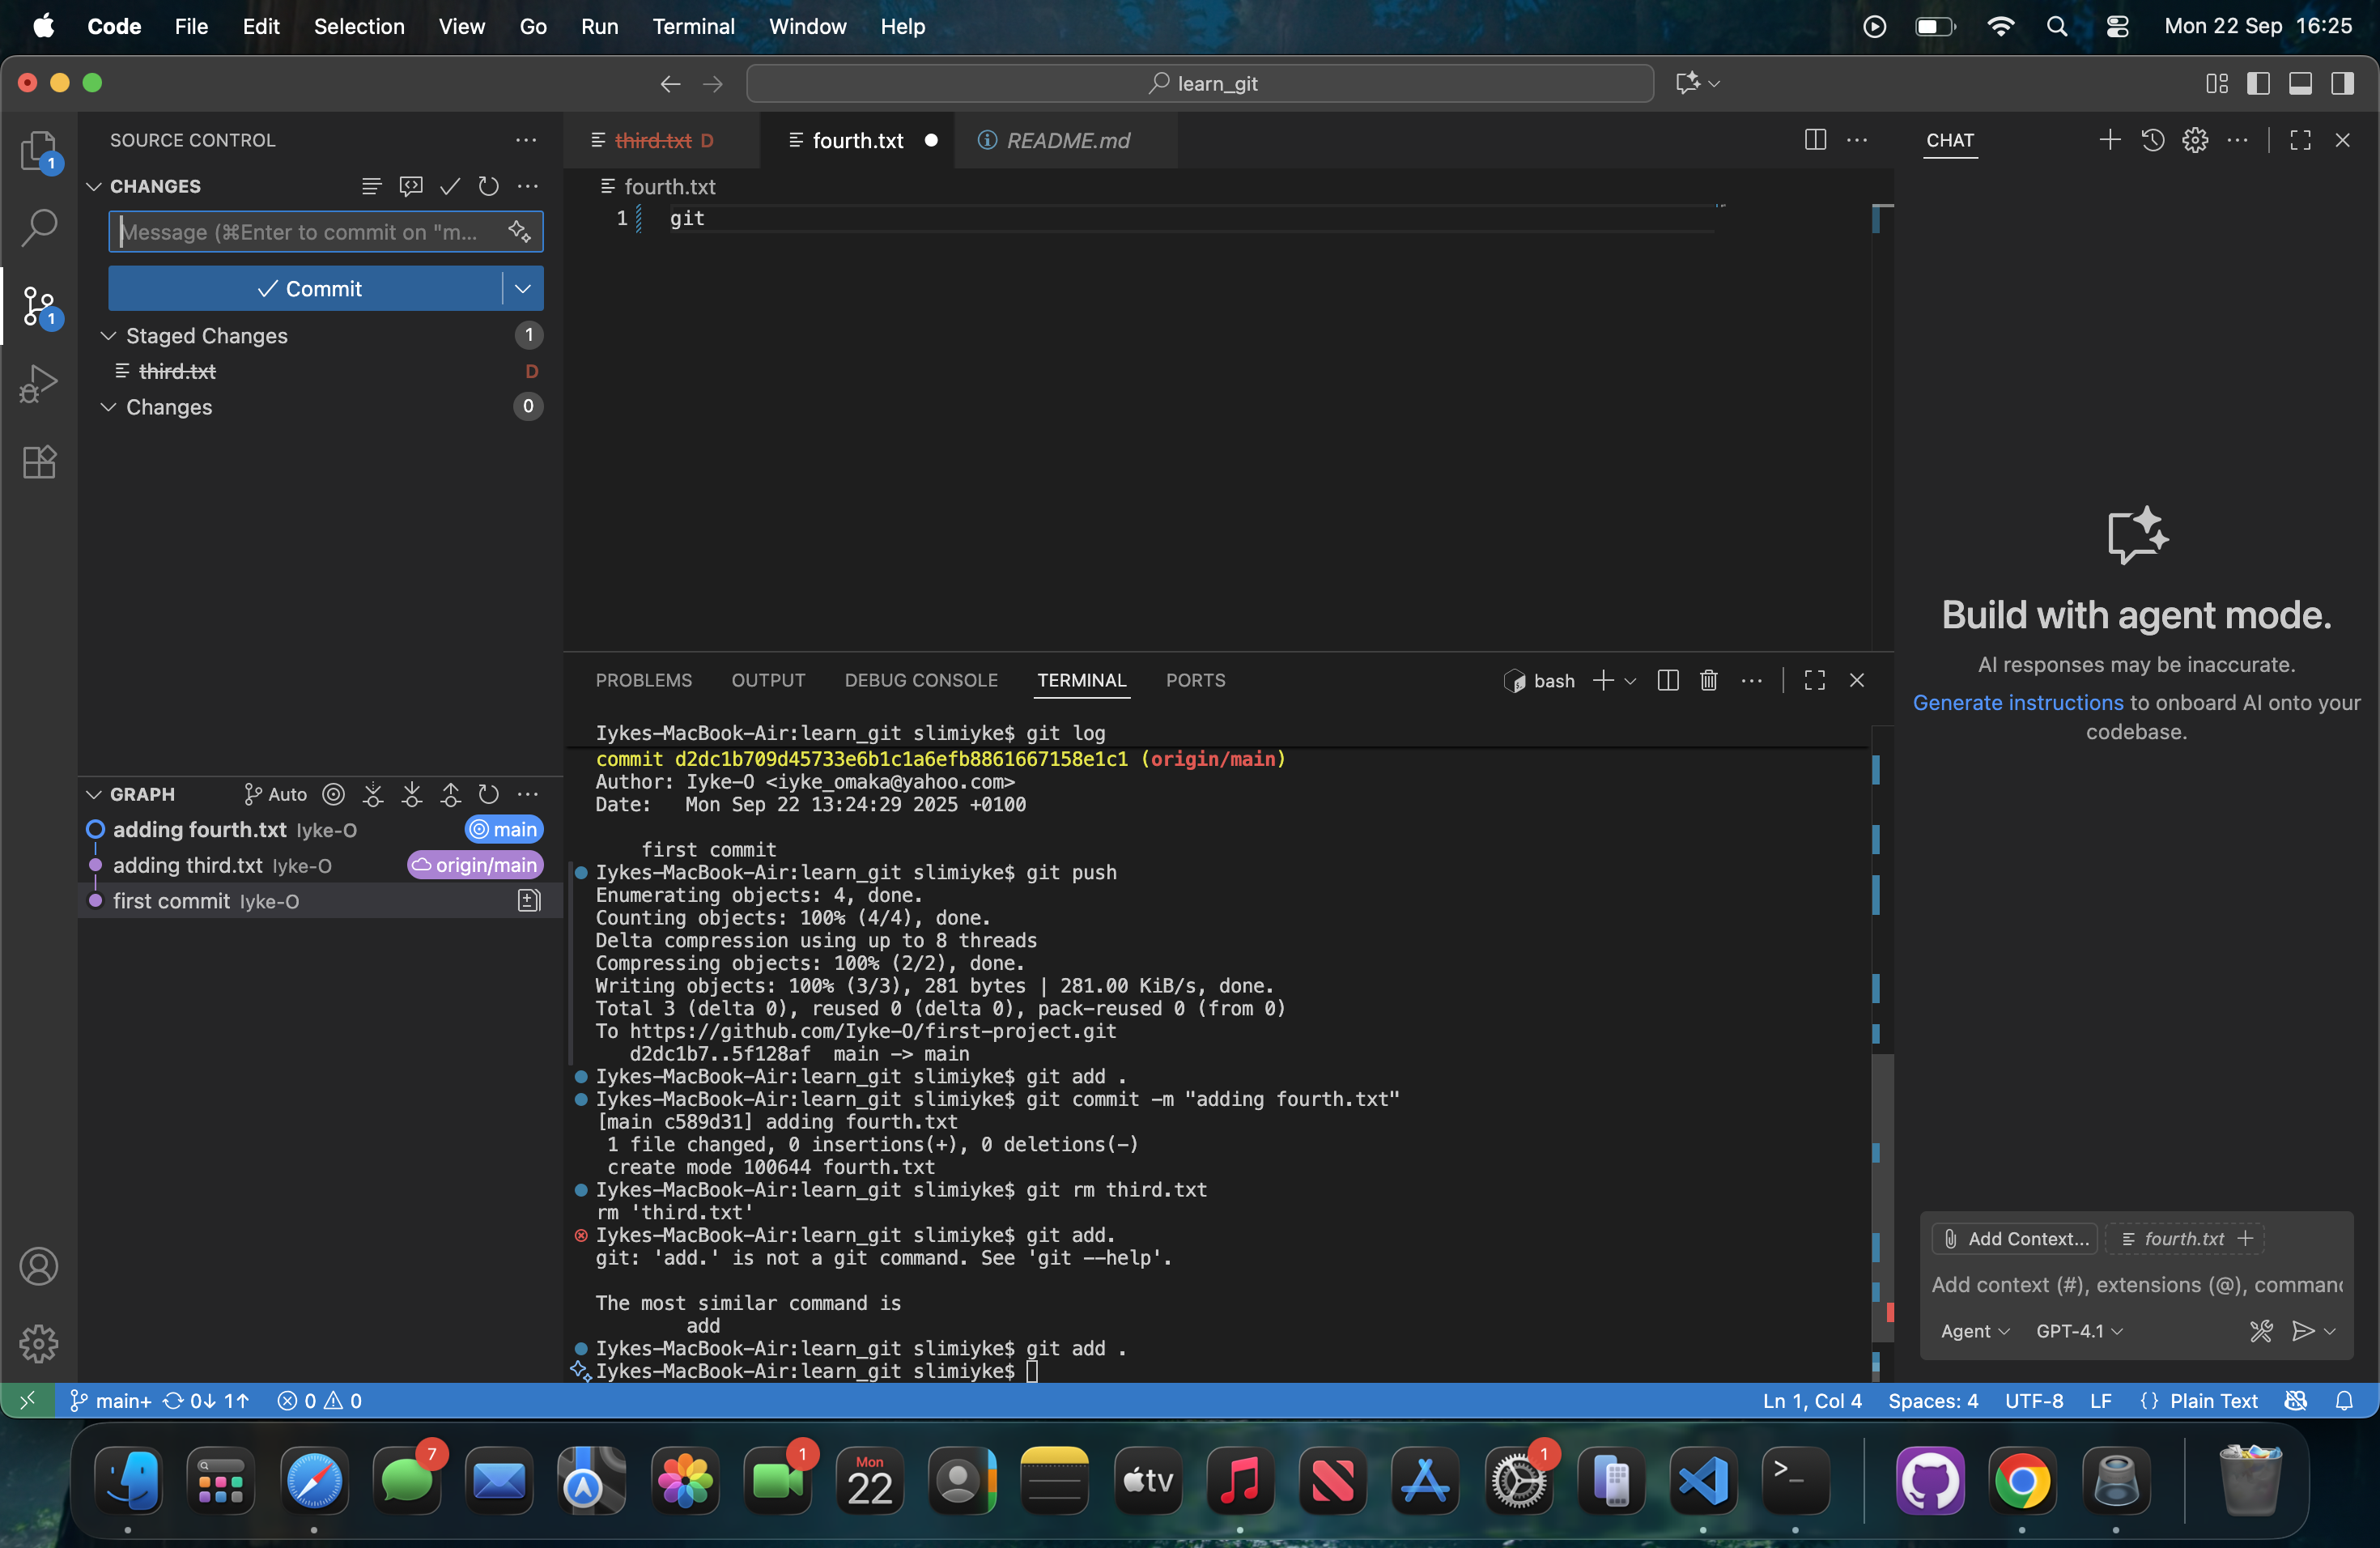 Code File Edit Selection View Go Run Terminal Window Help Mon 22 Sep 16:25
learn_git
SOURCE CONTROL
CHANGES
Message (⌘Enter to commit on "m...
Commit
Staged Changes 1
third.txt D
Changes 0
1
1
GRAPH Auto
adding fourth.txt Iyke-O main
adding third.txt Iyke-O origin/main
first commit Iyke-O
third.txt D fourth.txt README.md
fourth.txt
1 git
PROBLEMS OUTPUT DEBUG CONSOLE TERMINAL PORTS bash
Iykes-MacBook-Air:learn_git slimiyke$ git log
commit d2dc1b709d45733e6b1c1a6efb8861667158e1c1 (origin/main)
Author: Iyke-O <iyke_omaka@yahoo.com>
Date:   Mon Sep 22 13:24:29 2025 +0100
first commit
Iykes-MacBook-Air:learn_git slimiyke$ git push
Enumerating objects: 4, done.
Counting objects: 100% (4/4), done.
Delta compression using up to 8 threads
Compressing objects: 100% (2/2), done.
Writing objects: 100% (3/3), 281 bytes | 281.00 KiB/s, done.
Total 3 (delta 0), reused 0 (delta 0), pack-reused 0 (from 0)
To https://github.com/Iyke-O/first-project.git
d2dc1b7..5f128af  main -> main
Iykes-MacBook-Air:learn_git slimiyke$ git add .
Iykes-MacBook-Air:learn_git slimiyke$ git commit -m "adding fourth.txt"
[main c589d31] adding fourth.txt
1 file changed, 0 insertions(+), 0 deletions(-)
create mode 100644 fourth.txt
Iykes-MacBook-Air:learn_git slimiyke$ git rm third.txt
rm 'third.txt'
Iykes-MacBook-Air:learn_git slimiyke$ git add.
git: 'add.' is not a git command. See 'git --help'.
The most similar command is
add
Iykes-MacBook-Air:learn_git slimiyke$ git add .
Iykes-MacBook-Air:learn_git slimiyke$
CHAT
Build with agent mode.
AI responses may be inaccurate.
Generate instructions to onboard AI onto your
codebase.
Add Context... fourth.txt
Add context (#), extensions (@), comman
Agent GPT-4.1
main+ 0↓ 1↑ 0 0 Ln 1, Col 4 Spaces: 4 UTF-8 LF {} Plain Text
7 1 Mon 22 tv 1